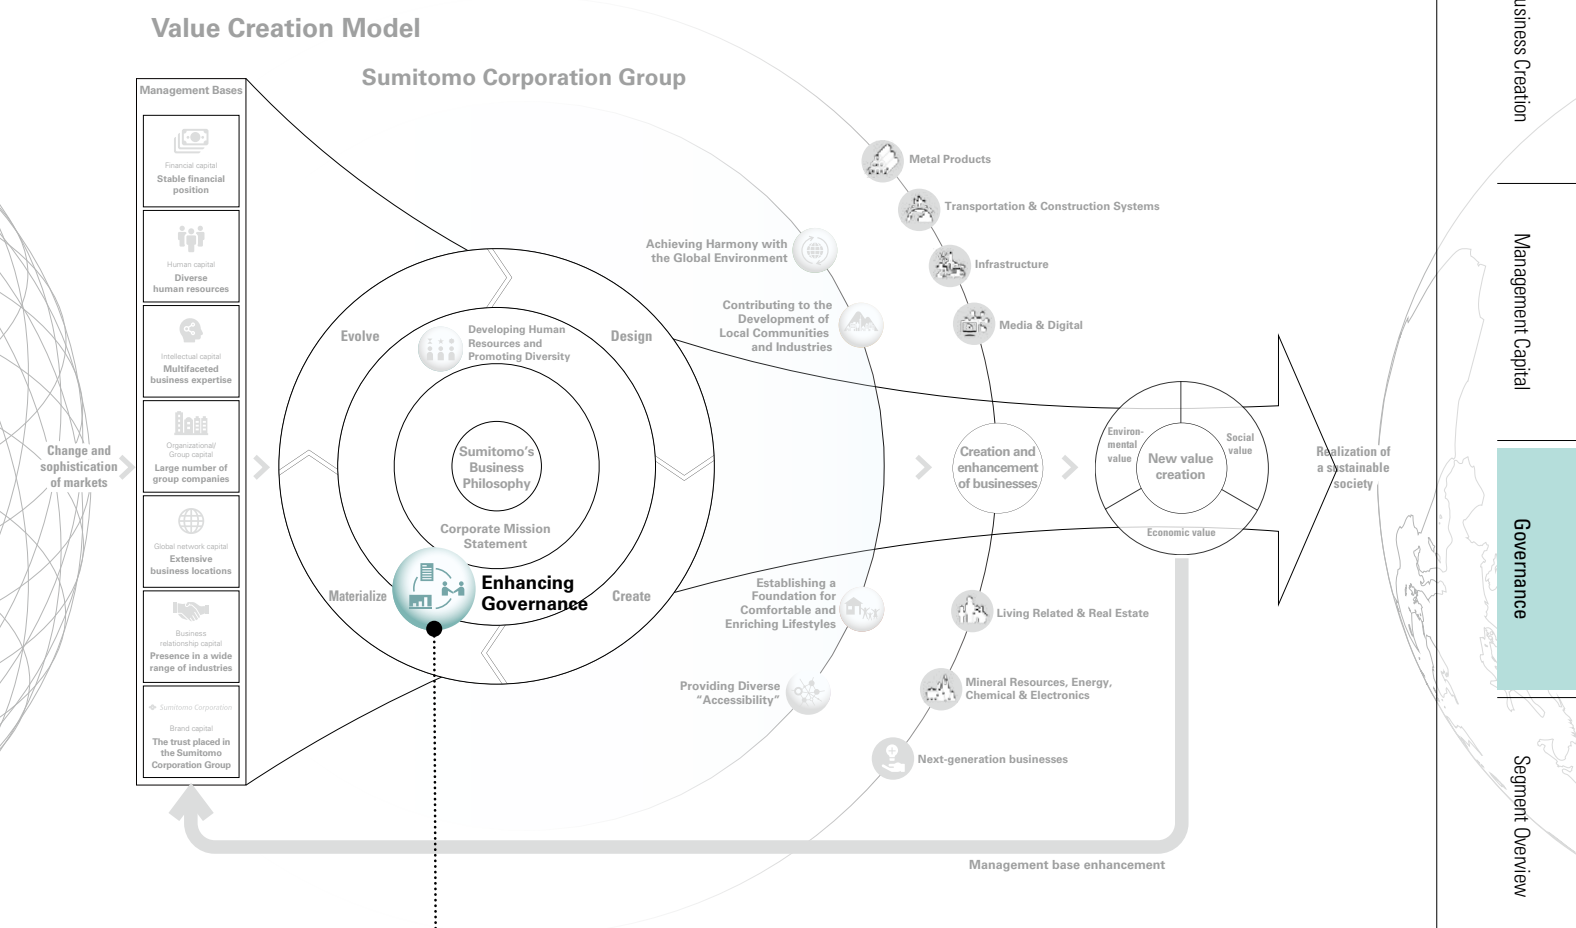 Value Creation Model
Sumitomo Corporation Group
Management Bases
Financial capital
Stable financial
position
Human capital
Diverse
human resources
Intellectual capital
Multifaceted
business expertise
Organizational/
Group capital
Large number of
group companies
Global network capital
Extensive
business locations
Business
relationship capital
Presence in a wide
range of industries
Sumitomo Corporation
Brand capital
The trust placed in
the Sumitomo
Corporation Group
Change and
sophistication
of markets
Evolve
Design
Materialize
Create
Developing Human
Resources and
Promoting Diversity
Sumitomo's
Business
Philosophy
Corporate Mission
Statement
Enhancing
Governance
Achieving Harmony with
the Global Environment
Contributing to the
Development of
Local Communities
and Industries
Establishing a
Foundation for
Comfortable and
Enriching Lifestyles
Providing Diverse
“Accessibility”
Metal Products
Transportation & Construction Systems
Infrastructure
Media & Digital
Creation and
enhancement
of businesses
Living Related & Real Estate
Mineral Resources, Energy,
Chemical & Electronics
Next-generation businesses
Environ-
mental
value
Social
value
New value
creation
Economic value
Realization of
a sustainable
society
Management base enhancement
Creation
Management Capital
Governance
Segment Overview